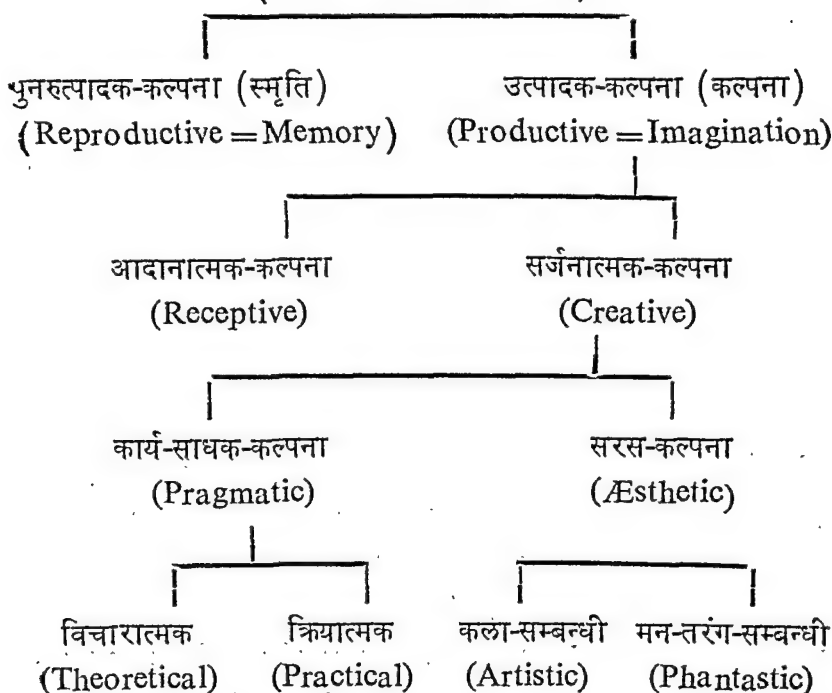 पुनरुत्पादक-कल्पना (स्मृति) उत्पादक-कल्पना (कल्पना)
(Reproductive=Memory) (Productive=Imagination)
आदानात्मक-कल्पना सर्जनात्मक-कल्पना
(Receptive) (Creative)
कार्य-साधक-कल्पना सरस-कल्पना
(Pragmatic) (Æsthetic)
विचारात्मक क्रियात्मक कला-सम्बन्धी मन-तरंग-सम्बन्धी
(Theoretical) (Practical) (Artistic) (Phantastic)